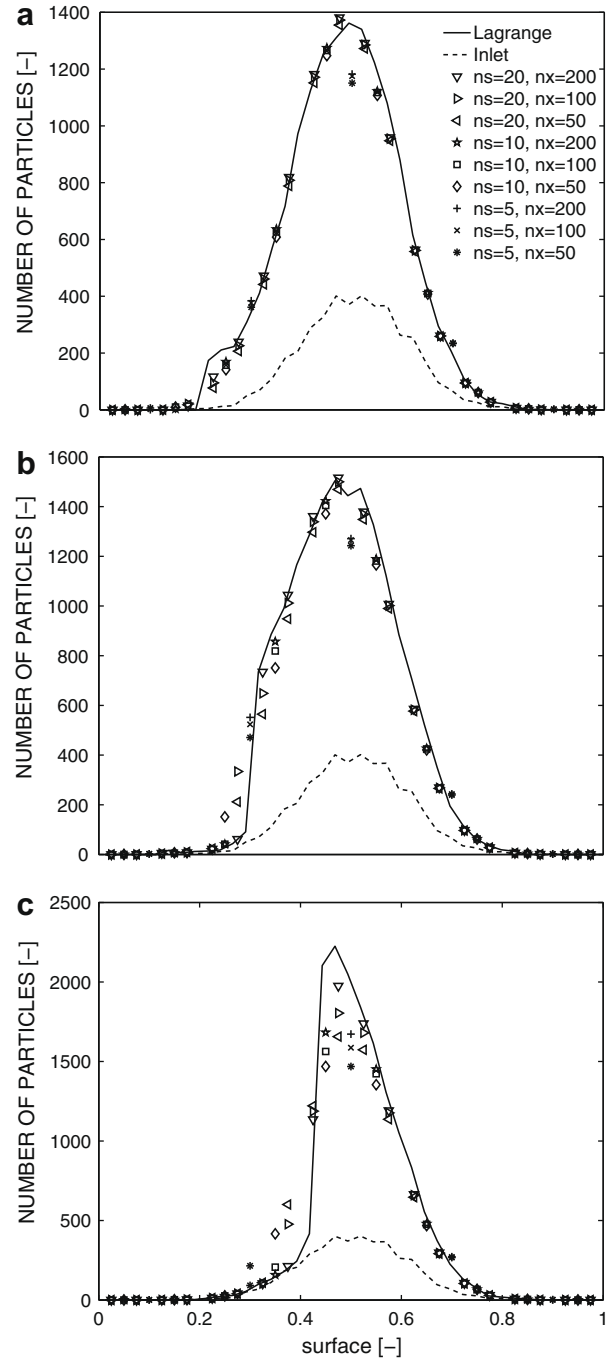 a
1400
1200
1000
800
600
400
200
0
NUMBER OF PARTICLES [–]
Lagrange
Inlet
ns=20, nx=200
ns=20, nx=100
ns=20, nx=50
ns=10, nx=200
ns=10, nx=100
ns=10, nx=50
ns=5, nx=200
ns=5, nx=100
ns=5, nx=50
b
1600
1400
1200
1000
800
600
400
200
0
NUMBER OF PARTICLES [–]
c
2500
2000
1500
1000
500
0
NUMBER OF PARTICLES [–]
0 0.2 0.4 0.6 0.8 1
surface [–]